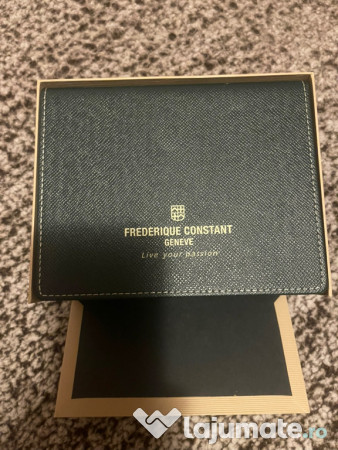 FREDERIQUE CONSTANT
GENEVE
Live your passion
Lajumate.ro